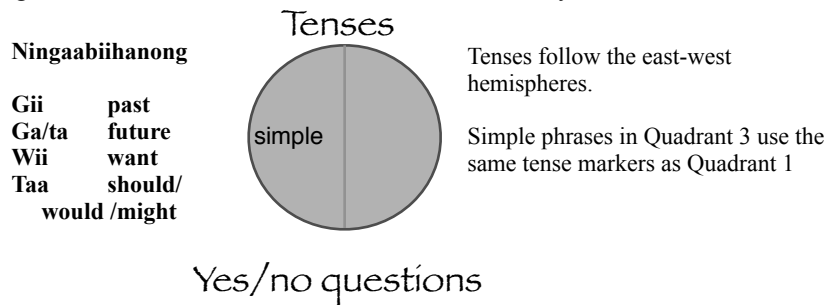 Tenses
Ningaabiihanong
Gii past
Ga/ta future
Wii want
Taa should/
would /might
simple
Tenses follow the east-west
hemispheres.
Simple phrases in Quadrant 3 use the
same tense markers as Quadrant 1
Yes/no questions